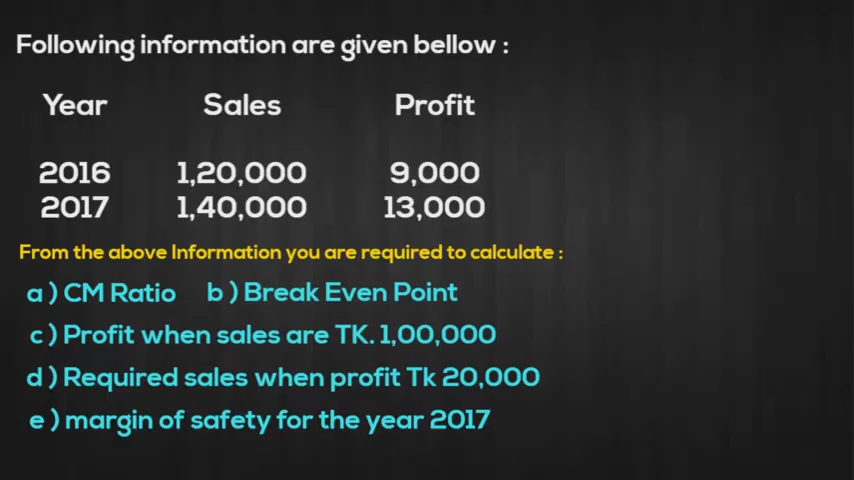 Following information are given bellow :
Year Sales Profit
2016 1,20,000 9,000
2017 1,40,000 13,000
From the above Information you are required to calculate :
a ) CM Ratio b ) Break Even Point
c ) Profit when sales are TK. 1,00,000
d ) Required sales when profit Tk 20,000
e ) margin of safety for the year 2017